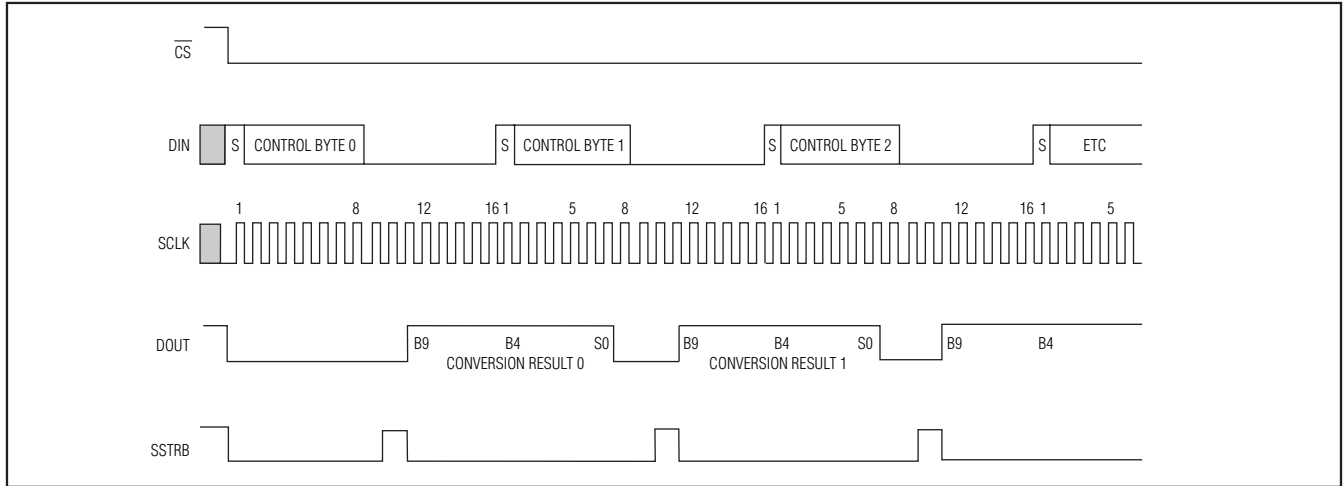 CS
DIN S CONTROL BYTE 0 S CONTROL BYTE 1 S CONTROL BYTE 2 S ETC
1 8 12 16 1 5 8 12 16 1 5 8 12 16 1 5
SCLK
DOUT B9 B4 S0 B9 B4 S0 B9 B4
CONVERSION RESULT 0 CONVERSION RESULT 1
SSTRB